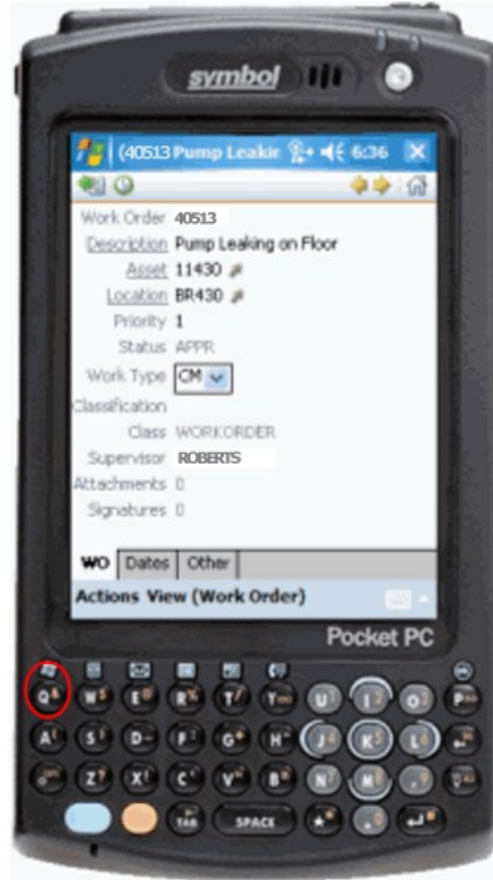 symbol
(40513 Pump Leakin 6:36 X
Work Order 40513
Description Pump Leaking on Floor
Asset 11430
Location BR430
Priority 1
Status APPR
Work Type CM
Classification
Class WORKORDER
Supervisor ROBERTS
Attachments 0
Signatures 0
WO Dates Other
Actions View (Work Order)
Pocket PC
Q W E R T Y U I O P
A S D F G H J K L
Z X C V B N M
TAB SPACE